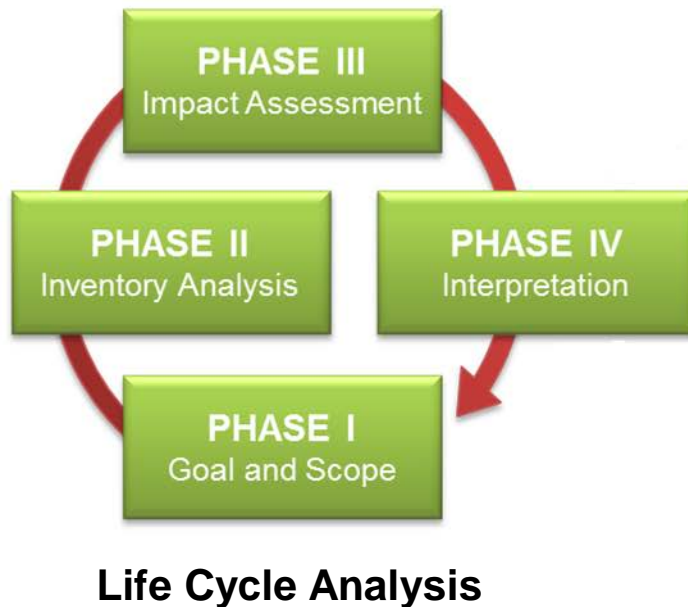 PHASE III
Impact Assessment
PHASE II
Inventory Analysis
PHASE IV
Interpretation
PHASE I
Goal and Scope
Life Cycle Analysis